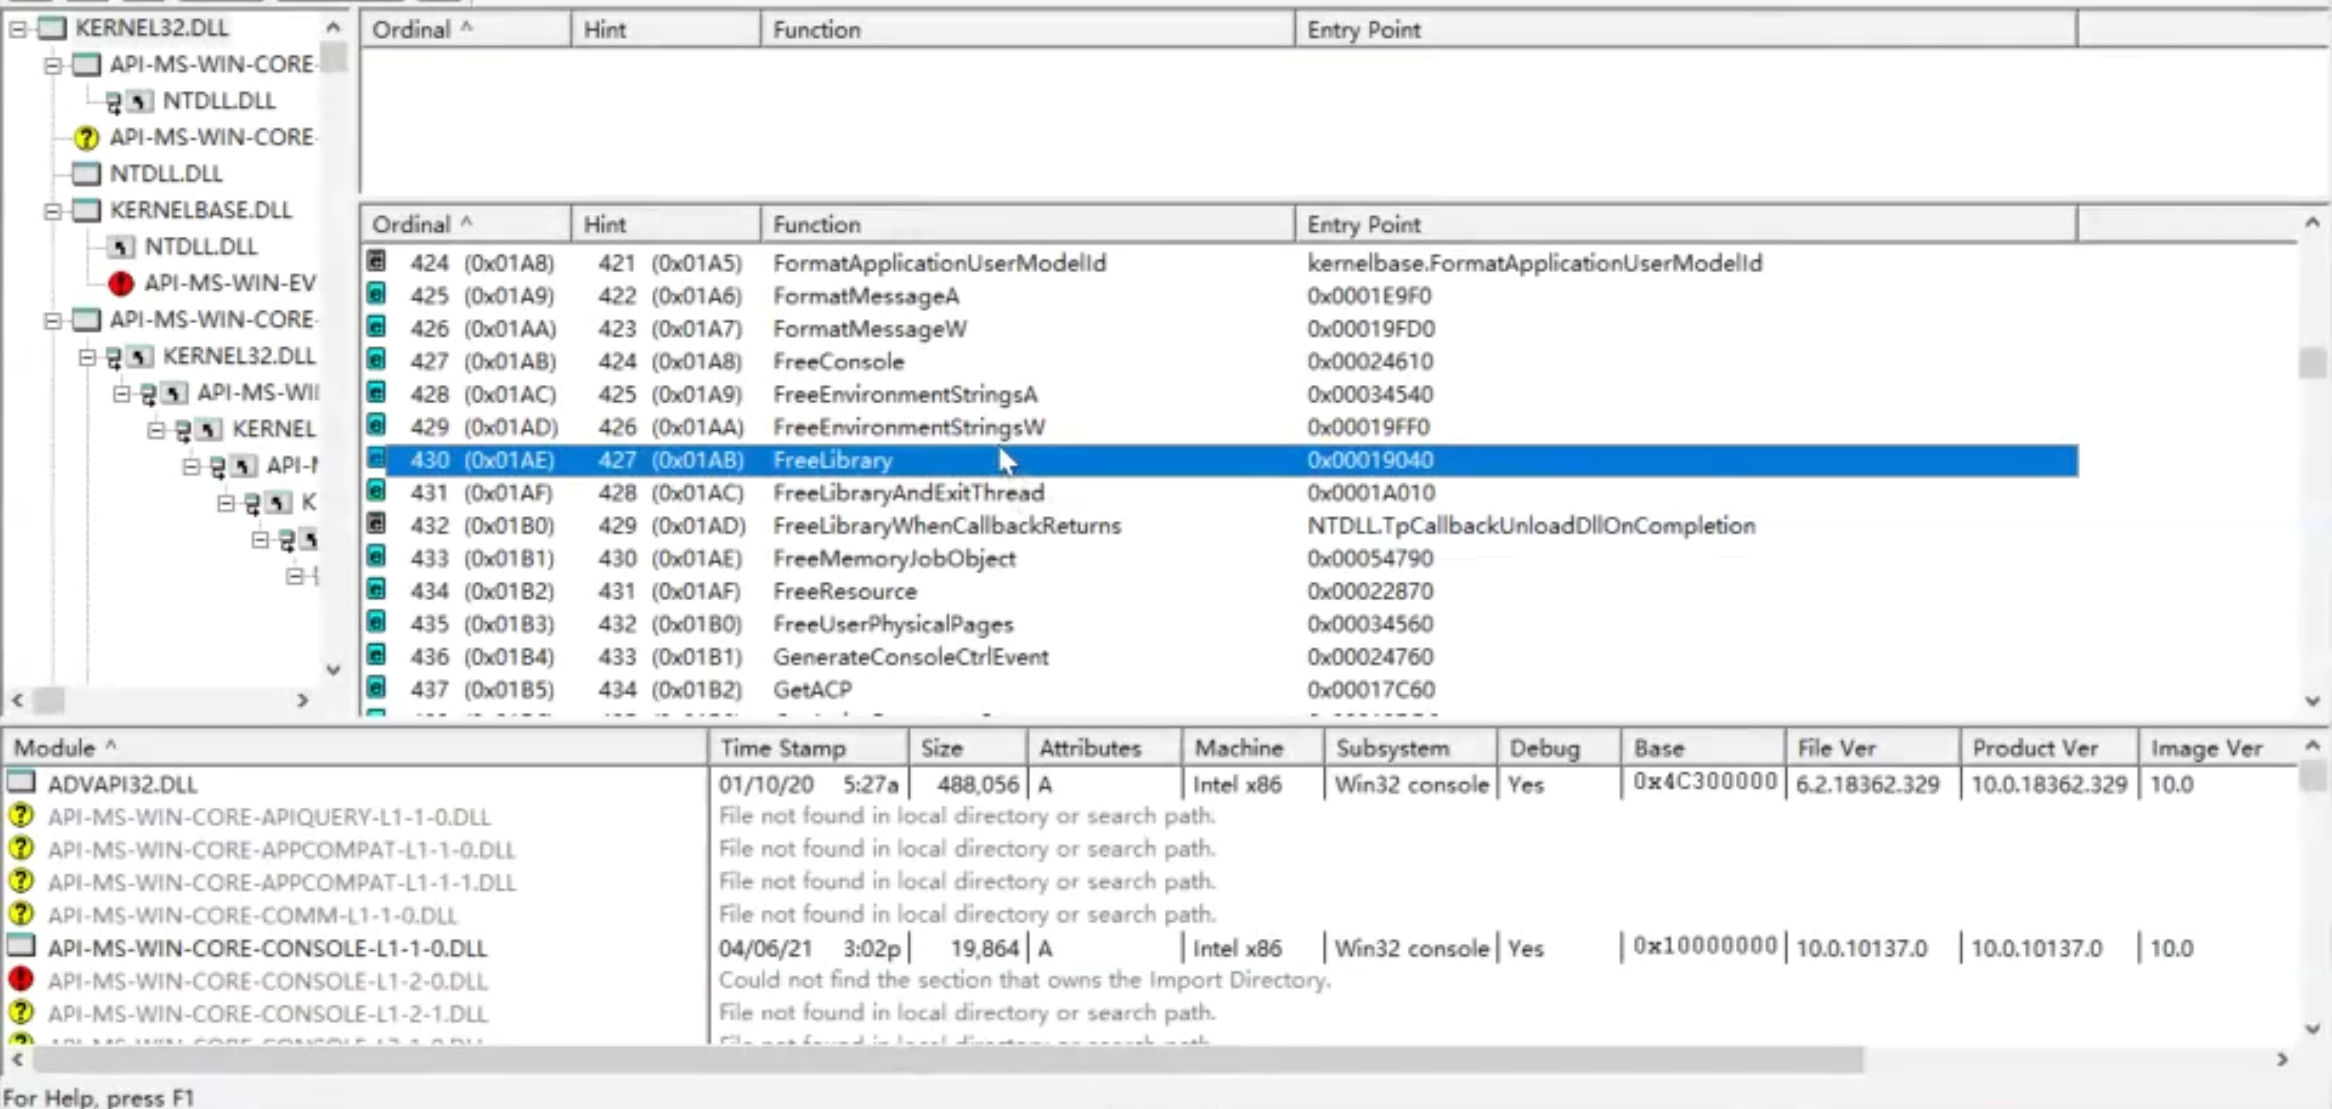 KERNEL32.DLL
API-MS-WIN-CORE-
NTDLL.DLL
API-MS-WIN-CORE-
NTDLL.DLL
KERNELBASE.DLL
NTDLL.DLL
API-MS-WIN-EV
API-MS-WIN-CORE-
KERNEL32.DLL
API-MS-WII
KERNEL
API-M
K
Ordinal ^ Hint Function Entry Point
Ordinal ^ Hint Function Entry Point
424 (0x01A8) 421 (0x01A5) FormatApplicationUserModelId kernelbase.FormatApplicationUserModelId
425 (0x01A9) 422 (0x01A6) FormatMessageA 0x0001E9F0
426 (0x01AA) 423 (0x01A7) FormatMessageW 0x00019FD0
427 (0x01AB) 424 (0x01A8) FreeConsole 0x00024610
428 (0x01AC) 425 (0x01A9) FreeEnvironmentStringsA 0x00034540
429 (0x01AD) 426 (0x01AA) FreeEnvironmentStringsW 0x00019FF0
430 (0x01AE) 427 (0x01AB) FreeLibrary 0x00019040
431 (0x01AF) 428 (0x01AC) FreeLibraryAndExitThread 0x0001A010
432 (0x01B0) 429 (0x01AD) FreeLibraryWhenCallbackReturns NTDLL.TpCallbackUnloadDllOnCompletion
433 (0x01B1) 430 (0x01AE) FreeMemoryJobObject 0x00054790
434 (0x01B2) 431 (0x01AF) FreeResource 0x00022870
435 (0x01B3) 432 (0x01B0) FreeUserPhysicalPages 0x00034560
436 (0x01B4) 433 (0x01B1) GenerateConsoleCtrlEvent 0x00024760
437 (0x01B5) 434 (0x01B2) GetACP 0x00017C60
Module ^ Time Stamp Size Attributes Machine Subsystem Debug Base File Ver Product Ver Image Ver
ADVAPI32.DLL 01/10/20 5:27a 488,056 A Intel x86 Win32 console Yes 0x4C300000 6.2.18362.329 10.0.18362.329 10.0
API-MS-WIN-CORE-APIQUERY-L1-1-0.DLL File not found in local directory or search path.
API-MS-WIN-CORE-APPCOMPAT-L1-1-0.DLL File not found in local directory or search path.
API-MS-WIN-CORE-APPCOMPAT-L1-1-1.DLL File not found in local directory or search path.
API-MS-WIN-CORE-COMM-L1-1-0.DLL File not found in local directory or search path.
API-MS-WIN-CORE-CONSOLE-L1-1-0.DLL 04/06/21 3:02p 19,864 A Intel x86 Win32 console Yes 0x10000000 10.0.10137.0 10.0.10137.0 10.0
API-MS-WIN-CORE-CONSOLE-L1-2-0.DLL Could not find the section that owns the Import Directory.
API-MS-WIN-CORE-CONSOLE-L1-2-1.DLL File not found in local directory or search path.
For Help, press F1